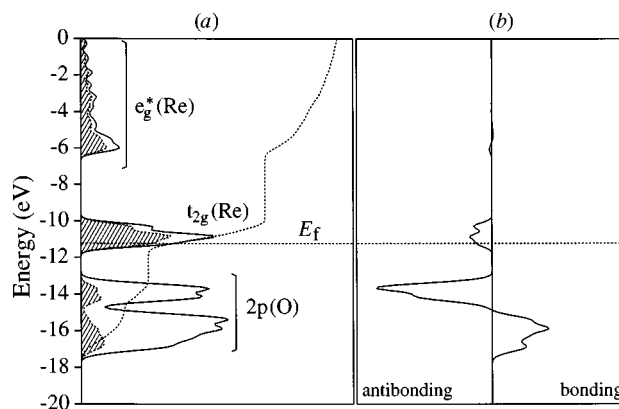 (a) (b)
0
-2
-4
e*g(Re)
-6
-8
-10
t2g(Re)
Ef
-12
-14
2p(O)
-16
-18
antibonding bonding
-20
Energy (eV)